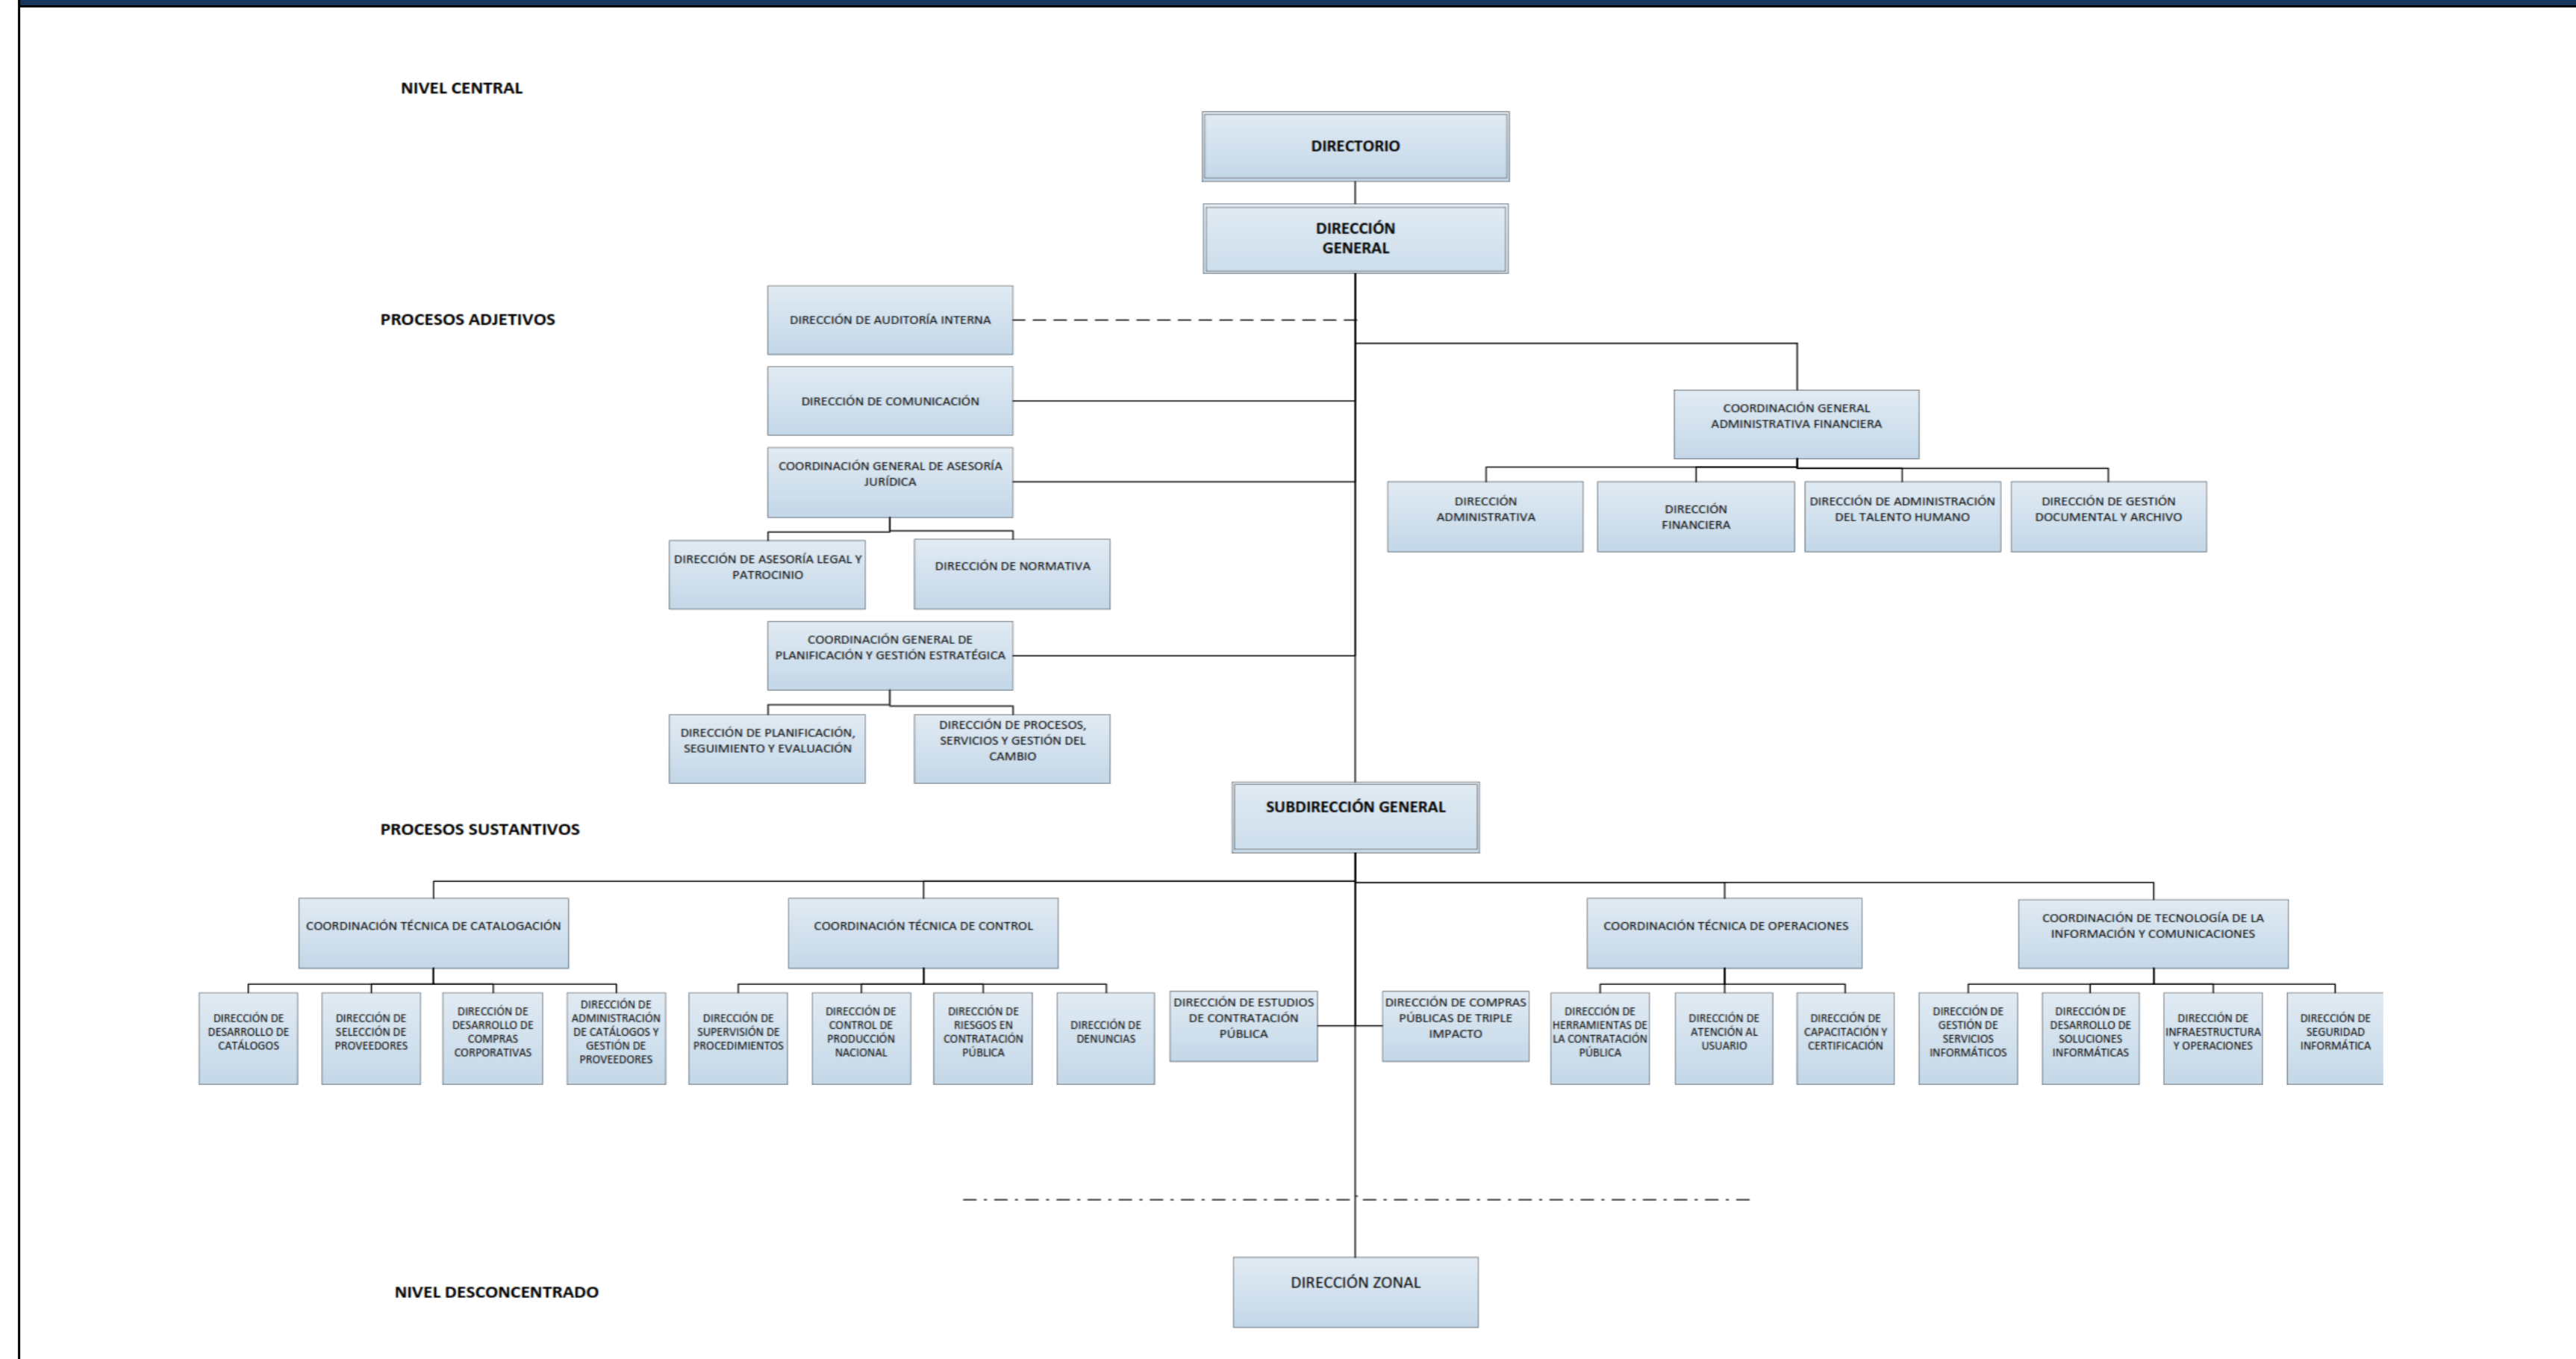 NIVEL CENTRAL
DIRECTORIO
DIRECCIÓN
GENERAL
PROCESOS ADJETIVOS
DIRECCIÓN DE AUDITORÍA INTERNA
DIRECCIÓN DE COMUNICACIÓN
COORDINACIÓN GENERAL
ADMINISTRATIVA FINANCIERA
COORDINACIÓN GENERAL DE ASESORÍA
JURÍDICA
DIRECCIÓN
ADMINISTRATIVA
DIRECCIÓN
FINANCIERA
DIRECCIÓN DE ADMINISTRACIÓN
DEL TALENTO HUMANO
DIRECCIÓN DE GESTIÓN
DOCUMENTAL Y ARCHIVO
DIRECCIÓN DE ASESORÍA LEGAL Y
PATROCINIO
DIRECCIÓN DE NORMATIVA
COORDINACIÓN GENERAL DE
PLANIFICACIÓN Y GESTIÓN ESTRATÉGICA
DIRECCIÓN DE PLANIFICACIÓN,
SEGUIMIENTO Y EVALUACIÓN
DIRECCIÓN DE PROCESOS,
SERVICIOS Y GESTIÓN DEL
CAMBIO
SUBDIRECCIÓN GENERAL
PROCESOS SUSTANTIVOS
COORDINACIÓN TÉCNICA DE CATALOGACIÓN
COORDINACIÓN TÉCNICA DE CONTROL
COORDINACIÓN TÉCNICA DE OPERACIONES
COORDINACIÓN DE TECNOLOGÍA DE LA
INFORMACIÓN Y COMUNICACIONES
DIRECCIÓN DE
DESARROLLO DE
CATÁLOGOS
DIRECCIÓN DE
SELECCIÓN DE
PROVEEDORES
DIRECCIÓN DE
DESARROLLO DE
COMPRAS
CORPORATIVAS
DIRECCIÓN DE
ADMINISTRACIÓN
DE CATÁLOGOS Y
GESTIÓN DE
PROVEEDORES
DIRECCIÓN DE
SUPERVISIÓN DE
PROCEDIMIENTOS
DIRECCIÓN DE
CONTROL DE
PRODUCCIÓN
NACIONAL
DIRECCIÓN DE
RIESGOS EN
CONTRATACIÓN
PÚBLICA
DIRECCIÓN DE
DENUNCIAS
DIRECCIÓN DE ESTUDIOS
DE CONTRATACIÓN
PÚBLICA
DIRECCIÓN DE COMPRAS
PÚBLICAS DE TRIPLE
IMPACTO
DIRECCIÓN DE
HERRAMIENTAS DE
LA CONTRATACIÓN
PÚBLICA
DIRECCIÓN DE
ATENCIÓN AL
USUARIO
DIRECCIÓN DE
CAPACITACIÓN Y
CERTIFICACIÓN
DIRECCIÓN DE
GESTIÓN DE
SERVICIOS
INFORMÁTICOS
DIRECCIÓN DE
DESARROLLO DE
SOLUCIONES
INFORMÁTICAS
DIRECCIÓN DE
INFRAESTRUCTURA
Y OPERACIONES
DIRECCIÓN DE
SEGURIDAD
INFORMÁTICA
DIRECCIÓN ZONAL
NIVEL DESCONCENTRADO